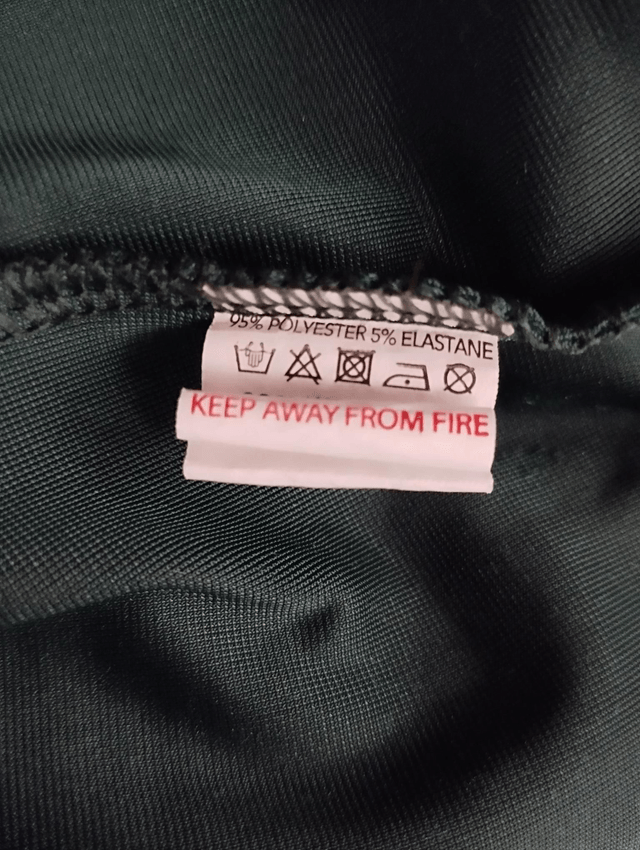 95% POLYESTER 5% ELASTANE
KEEP AWAY FROM FIRE